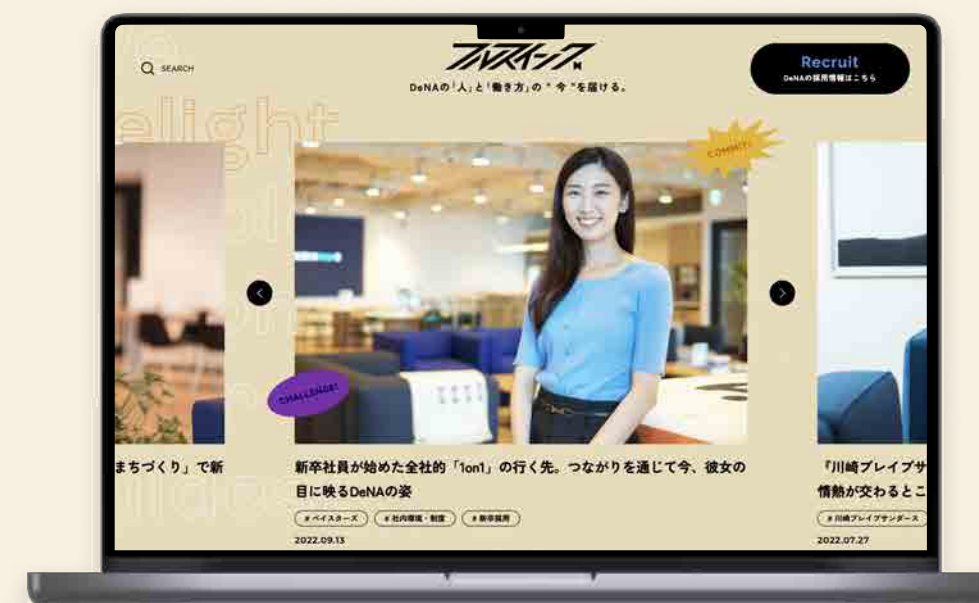 SEARCH
フルスイング
DeNAの「人」と「働き方」の “ 今 ”を届ける。
Recruit
DeNAの採用情報はこちら
elight
COMMIT!
CHALLENGE!
まちづくり」で新
新卒社員が始めた全社的「1on1」の行く先。つながりを通じて今、彼女の
目に映るDeNAの姿
# ベイスターズ
# 社内環境・制度
# 新卒採用
2022.09.13
『川崎ブレイブサ
情熱が交わるとこ
# 川崎ブレイブサンダース
2022.07.27